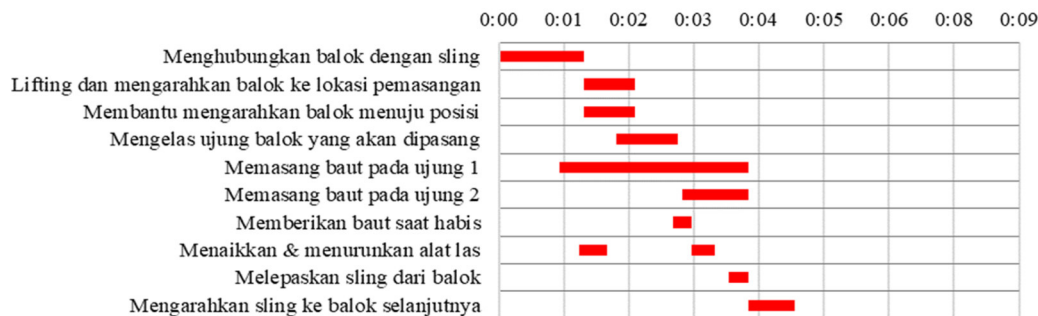 0:00 0:01 0:02 0:03 0:04 0:05 0:06 0:08 0:09
Menghubungkan balok dengan sling
Lifting dan mengarahkan balok ke lokasi pemasangan
Membantu mengarahkan balok menuju posisi
Mengelas ujung balok yang akan dipasang
Memasang baut pada ujung 1
Memasang baut pada ujung 2
Memberikan baut saat habis
Menaikkan & menurunkan alat las
Melepaskan sling dari balok
Mengarahkan sling ke balok selanjutnya